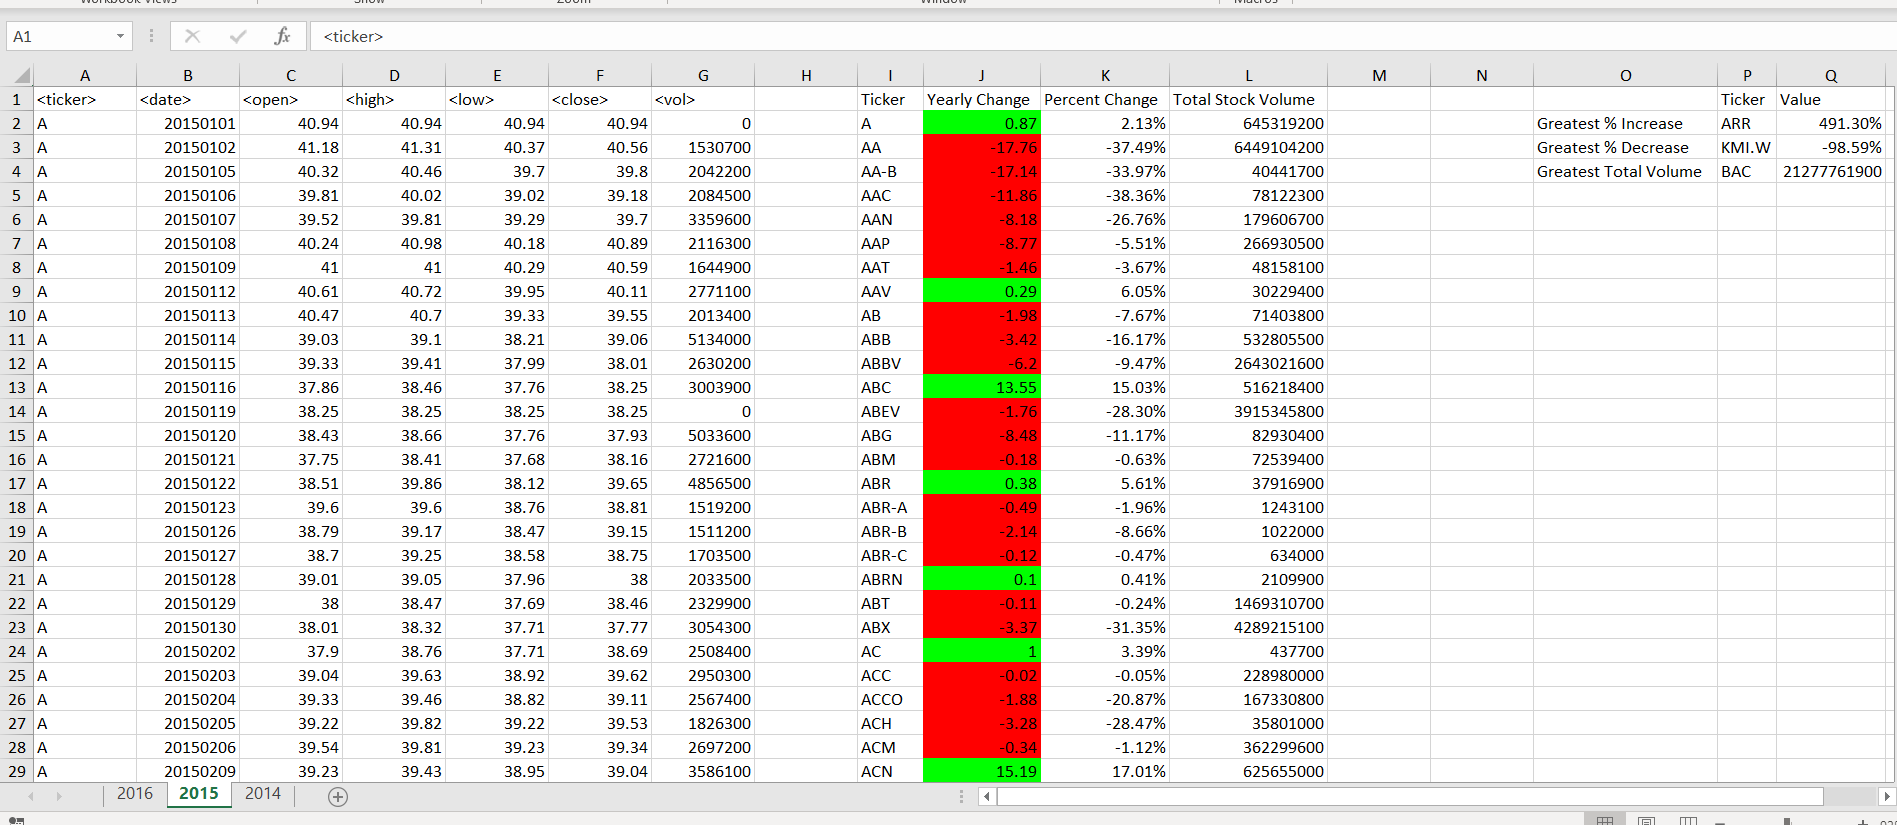 Workbook Views Show Zoom Window Macros
A1 fx <ticker>
A B C D E F G H I J K L M N O P Q
1 <ticker> <date> <open> <high> <low> <close> <vol> Ticker Yearly Change Percent Change Total Stock Volume Ticker Value
2 A 20150101 40.94 40.94 40.94 40.94 0 A 0.87 2.13% 645319200 Greatest % Increase ARR 491.30%
3 A 20150102 41.18 41.31 40.37 40.56 1530700 AA -17.76 -37.49% 6449104200 Greatest % Decrease KMI.W -98.59%
4 A 20150105 40.32 40.46 39.7 39.8 2042200 AA-B -17.14 -33.97% 40441700 Greatest Total Volume BAC 21277761900
5 A 20150106 39.81 40.02 39.02 39.18 2084500 AAC -11.86 -38.36% 78122300
6 A 20150107 39.52 39.81 39.29 39.7 3359600 AAN -8.18 -26.76% 179606700
7 A 20150108 40.24 40.98 40.18 40.89 2116300 AAP -8.77 -5.51% 266930500
8 A 20150109 41 41 40.29 40.59 1644900 AAT -1.46 -3.67% 48158100
9 A 20150112 40.61 40.72 39.95 40.11 2771100 AAV 0.29 6.05% 30229400
10 A 20150113 40.47 40.7 39.33 39.55 2013400 AB -1.98 -7.67% 71403800
11 A 20150114 39.03 39.1 38.21 39.06 5134000 ABB -3.42 -16.17% 532805500
12 A 20150115 39.33 39.41 37.99 38.01 2630200 ABBV -6.2 -9.47% 2643021600
13 A 20150116 37.86 38.46 37.76 38.25 3003900 ABC 13.55 15.03% 516218400
14 A 20150119 38.25 38.25 38.25 38.25 0 ABEV -1.76 -28.30% 3915345800
15 A 20150120 38.43 38.66 37.76 37.93 5033600 ABG -8.48 -11.17% 82930400
16 A 20150121 37.75 38.41 37.68 38.16 2721600 ABM -0.18 -0.63% 72539400
17 A 20150122 38.51 39.86 38.12 39.65 4856500 ABR 0.38 5.61% 37916900
18 A 20150123 39.6 39.6 38.76 38.81 1519200 ABR-A -0.49 -1.96% 1243100
19 A 20150126 38.79 39.17 38.47 39.15 1511200 ABR-B -2.14 -8.66% 1022000
20 A 20150127 38.7 39.25 38.58 38.75 1703500 ABR-C -0.12 -0.47% 634000
21 A 20150128 39.01 39.05 37.96 38 2033500 ABRN 0.1 0.41% 2109900
22 A 20150129 38 38.47 37.69 38.46 2329900 ABT -0.11 -0.24% 1469310700
23 A 20150130 38.01 38.32 37.71 37.77 3054300 ABX -3.37 -31.35% 4289215100
24 A 20150202 37.9 38.76 37.71 38.69 2508400 AC 1 3.39% 437700
25 A 20150203 39.04 39.63 38.92 39.62 2950300 ACC -0.02 -0.05% 228980000
26 A 20150204 39.33 39.46 38.82 39.11 2567400 ACCO -1.88 -20.87% 167330800
27 A 20150205 39.22 39.82 39.22 39.53 1826300 ACH -3.28 -28.47% 35801000
28 A 20150206 39.54 39.81 39.23 39.34 2697200 ACM -0.34 -1.12% 362299600
29 A 20150209 39.23 39.43 38.95 39.04 3586100 ACN 15.19 17.01% 625655000
2016 2015 2014